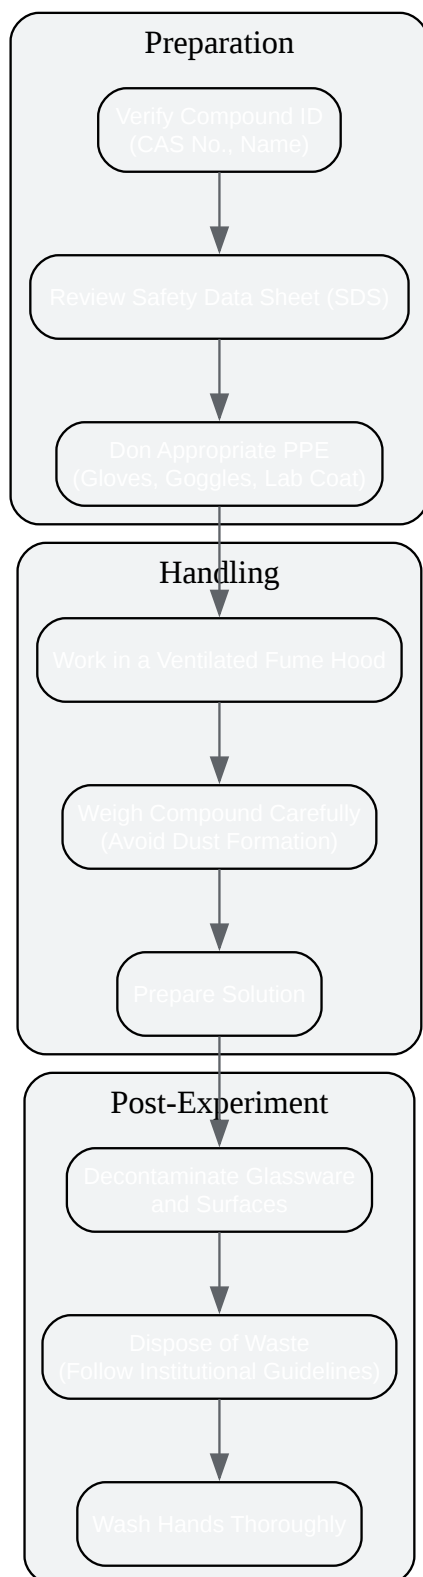 Preparation
Verify Compound ID
(CAS No., Name)
Review Safety Data Sheet (SDS)
Don Appropriate PPE
(Gloves, Goggles, Lab Coat)
Handling
Work in a Ventilated Fume Hood
Weigh Compound Carefully
(Avoid Dust Formation)
Prepare Solution
Post-Experiment
Decontaminate Glassware
and Surfaces
Dispose of Waste
(Follow Institutional Guidelines)
Wash Hands Thoroughly